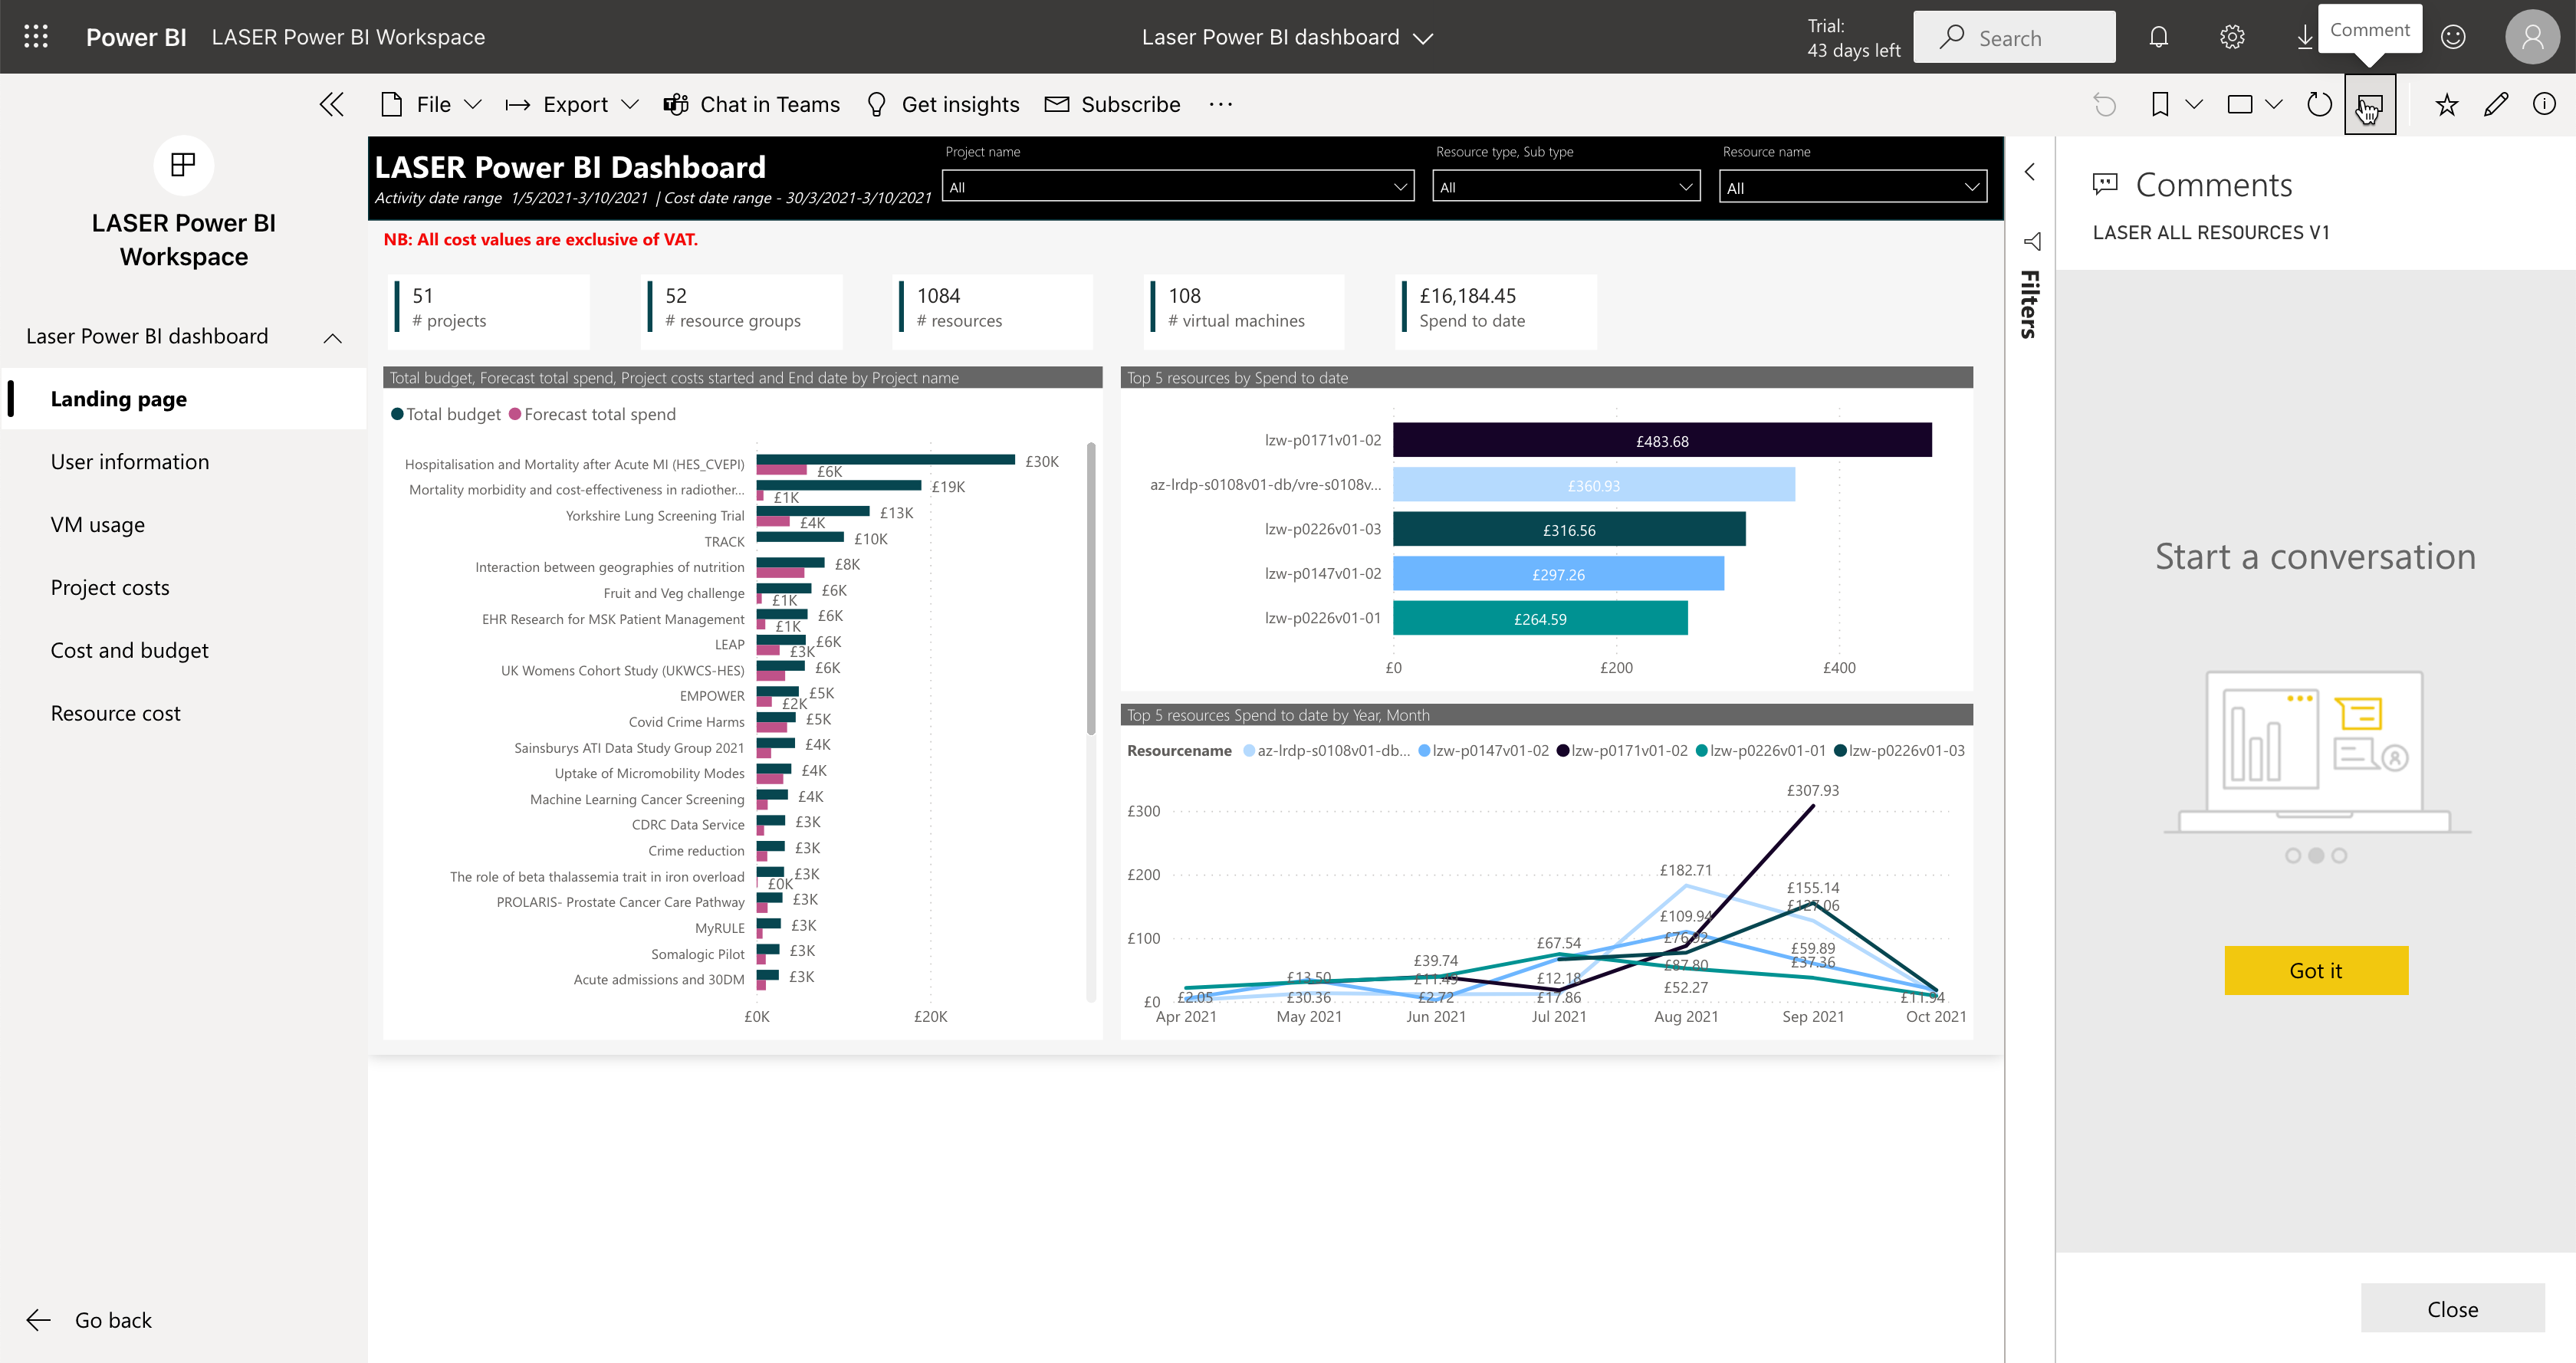 Power BI LASER Power BI Workspace
Laser Power BI dashboard
Trial:
43 days left
Search
Comment
File
Export
Chat in Teams
Get insights
Subscribe
LASER Power BI
Workspace
Laser Power BI dashboard
Landing page
User information
VM usage
Project costs
Cost and budget
Resource cost
Go back
LASER Power BI Dashboard
Activity date range 1/5/2021-3/10/2021 | Cost date range - 30/3/2021-3/10/2021
Project name
All
Resource type, Sub type
All
Resource name
All
NB: All cost values are exclusive of VAT.
51
# projects
52
# resource groups
1084
# resources
108
# virtual machines
£16,184.45
Spend to date
Total budget, Forecast total spend, Project costs started and End date by Project name
Total budget Forecast total spend
Hospitalisation and Mortality after Acute MI (HES_CVEPI) £30K
£6K
Mortality morbidity and cost-effectiveness in radiother... £19K
£1K
Yorkshire Lung Screening Trial £13K
£4K
TRACK £10K
Interaction between geographies of nutrition £8K
Fruit and Veg challenge £6K
£1K
EHR Research for MSK Patient Management £6K
£1K
LEAP £6K
£3K
UK Womens Cohort Study (UKWCS-HES) £6K
EMPOWER £5K
£2K
Covid Crime Harms £5K
Sainsburys ATI Data Study Group 2021 £4K
Uptake of Micromobility Modes £4K
Machine Learning Cancer Screening £4K
CDRC Data Service £3K
Crime reduction £3K
The role of beta thalassemia trait in iron overload £3K
£0K
PROLARIS- Prostate Cancer Care Pathway £3K
MyRULE £3K
Somalogic Pilot £3K
Acute admissions and 30DM £3K
£0K £20K
Top 5 resources by Spend to date
lzw-p0171v01-02 £483.68
az-lrdp-s0108v01-db/vre-s0108v... £360.93
lzw-p0226v01-03 £316.56
lzw-p0147v01-02 £297.26
lzw-p0226v01-01 £264.59
£0 £200 £400
Top 5 resources Spend to date by Year, Month
Resourcename az-lrdp-s0108v01-db... lzw-p0147v01-02 lzw-p0171v01-02 lzw-p0226v01-01 lzw-p0226v01-03
£307.93
£300
£182.71
£200
£155.14
£127.06
£109.94
£100
£76.92
£67.54
£59.89
£39.74
£37.36
£87.80
£13.50
£11.49
£12.18
£52.27
£0
£2.05
£30.36
£2.72
£17.86
£11.94
Apr 2021 May 2021 Jun 2021 Jul 2021 Aug 2021 Sep 2021 Oct 2021
Filters
Comments
LASER ALL RESOURCES V1
Start a conversation
Got it
Close